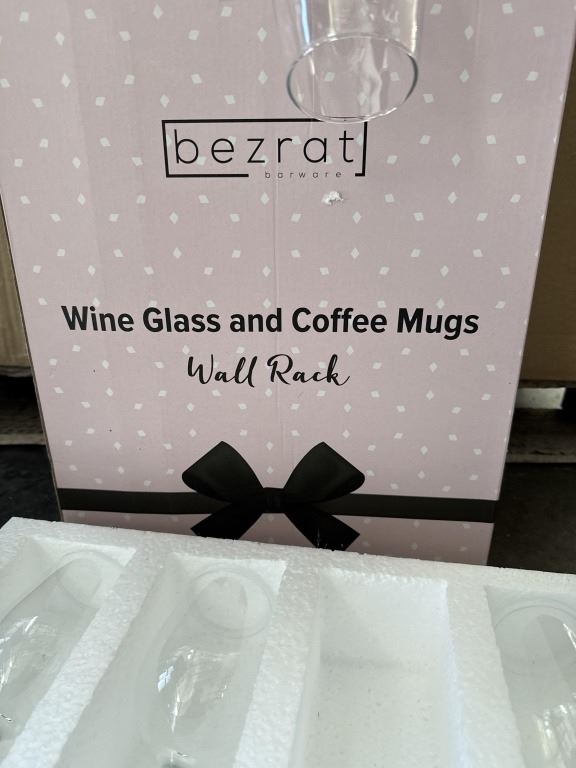 bezrat
barware
Wine Glass and Coffee Mugs
Wall Rack